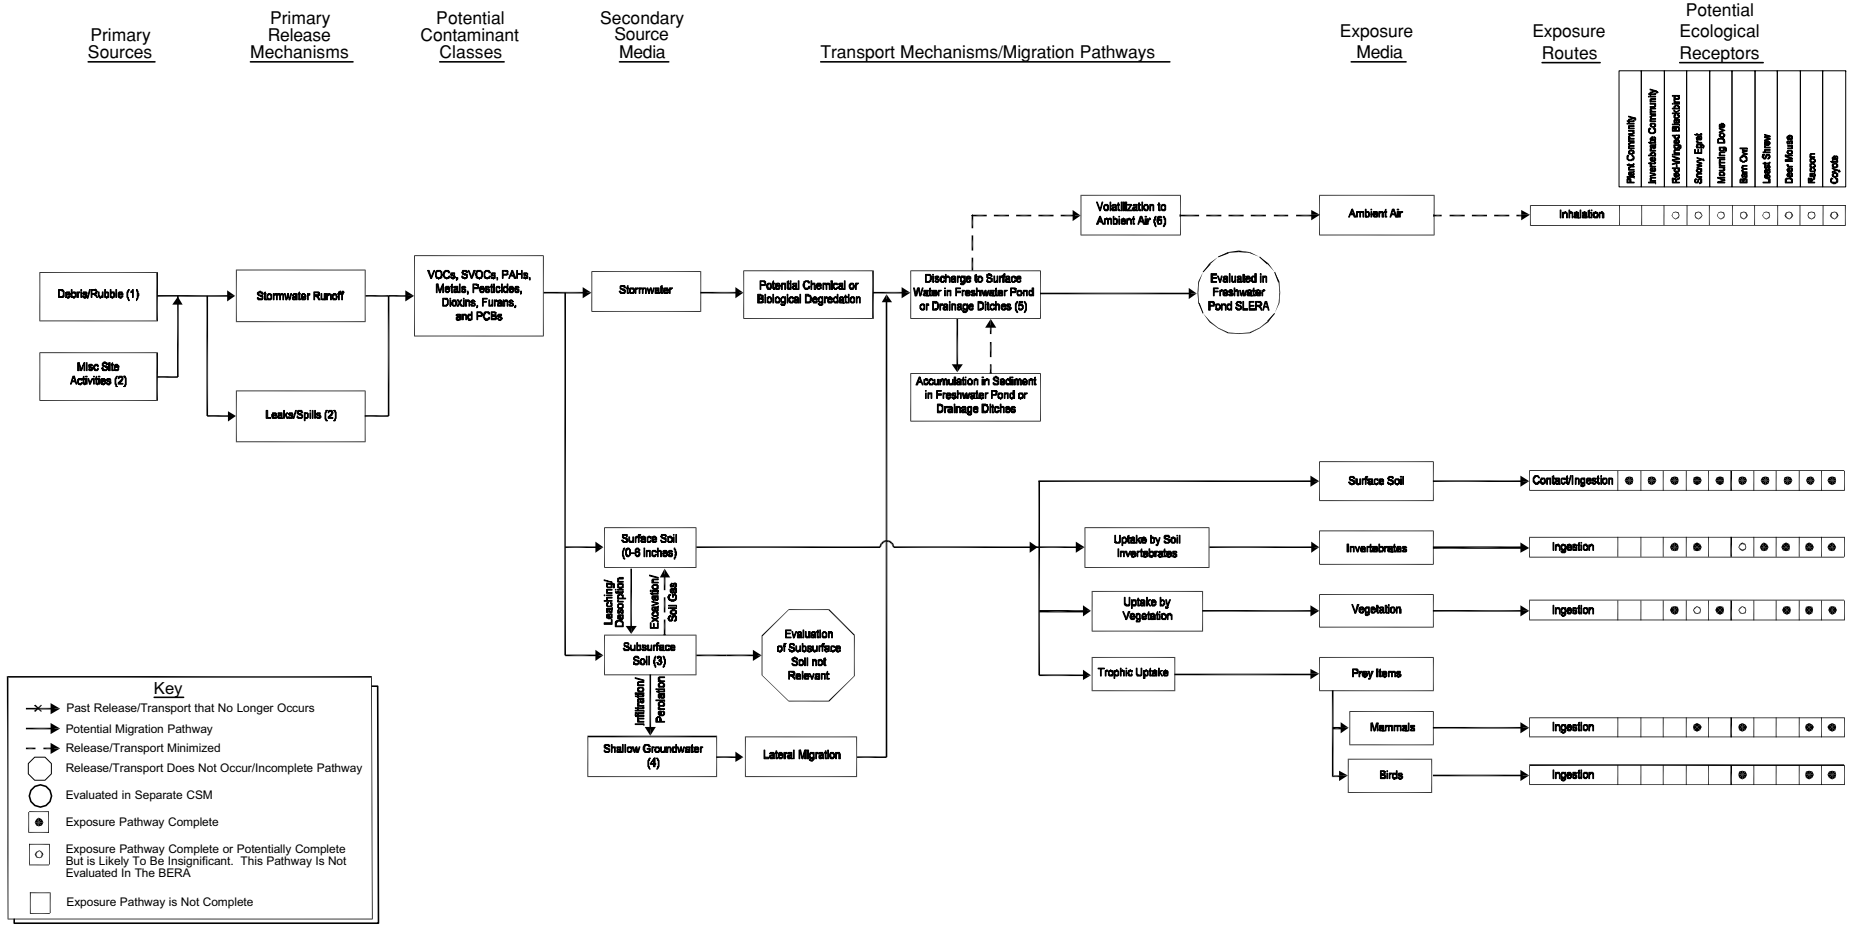 Primary
Sources
Primary
Release
Mechanisms
Potential
Contaminant
Classes
Secondary
Source
Media
Transport Mechanisms/Migration Pathways
Exposure
Media
Exposure
Routes
Potential
Ecological
Receptors
Plant Community
Invertebrate Community
Red-Winged Blackbird
Snowy Egret
Mourning Dove
Barn Owl
Least Shrew
Deer Mouse
Racoon
Coyote
Volatilization to
Ambient Air (6)
Ambient Air
Inhalation
Debris/Rubble (1)
Stormwater Runoff
VOCs, SVOCs, PAHs,
Metals, Pesticides,
Dioxins, Furans,
and PCBs
Stormwater
Potential Chemical or
Biological Degredation
Discharge to Surface
Water in Freshwater Pond
or Drainage Ditches (5)
Evaluated in
Freshwater
Pond SLERA
Misc Site
Activities (2)
Leaks/Spills (2)
Accumulation in Sediment
in Freshwater Pond or
Drainage Ditches
Surface Soil
Contact/Ingestion
Surface Soil
(0-6 inches)
Uptake by Soil
Invertebrates
Invertebrates
Ingestion
Leaching/
Desorption
Excavation/
Soil Gas
Uptake by
Vegetation
Vegetation
Ingestion
Subsurface
Soil (3)
Evaluation
of Subsurface
Soil not
Relevant
Trophic Uptake
Prey Items
Infiltration/
Percolation
Mammals
Ingestion
Shallow Groundwater
(4)
Lateral Migration
Birds
Ingestion
Key
Past Release/Transport that No Longer Occurs
Potential Migration Pathway
Release/Transport Minimized
Release/Transport Does Not Occur/Incomplete Pathway
Evaluated in Separate CSM
Exposure Pathway Complete
Exposure Pathway Complete or Potentially Complete
But is Likely To Be Insignificant. This Pathway Is Not
Evaluated In The BERA
Exposure Pathway is Not Complete